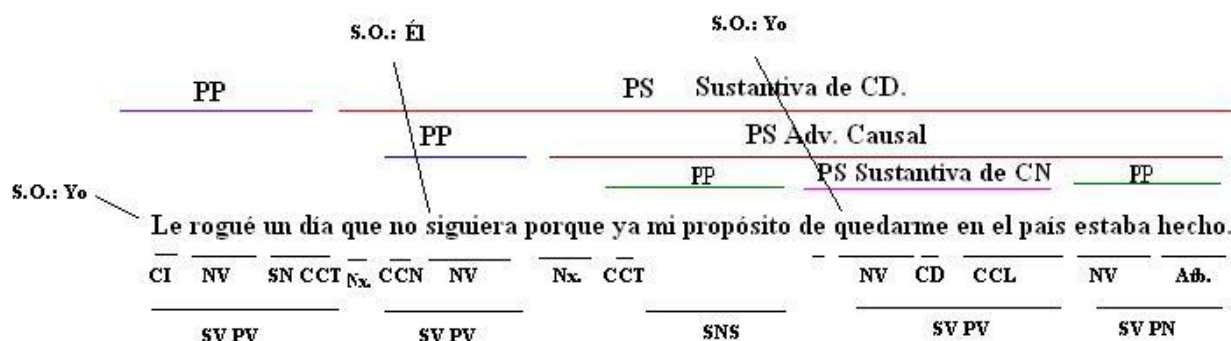 S.O.: Él S.O.: Yo
PP PS Sustantiva de CD.
PP PS Adv. Causal
PP PS Sustantiva de CN PP
S.O.: Yo
Le rogué un día que no siguiera porque ya mi propósito de quedarme en el país estaba hecho.
CI NV SN CCT Nx. CCN NV Nx. CCT NV CD CCL NV Atb.
SV PV SV PV SNS SV PV SV PN